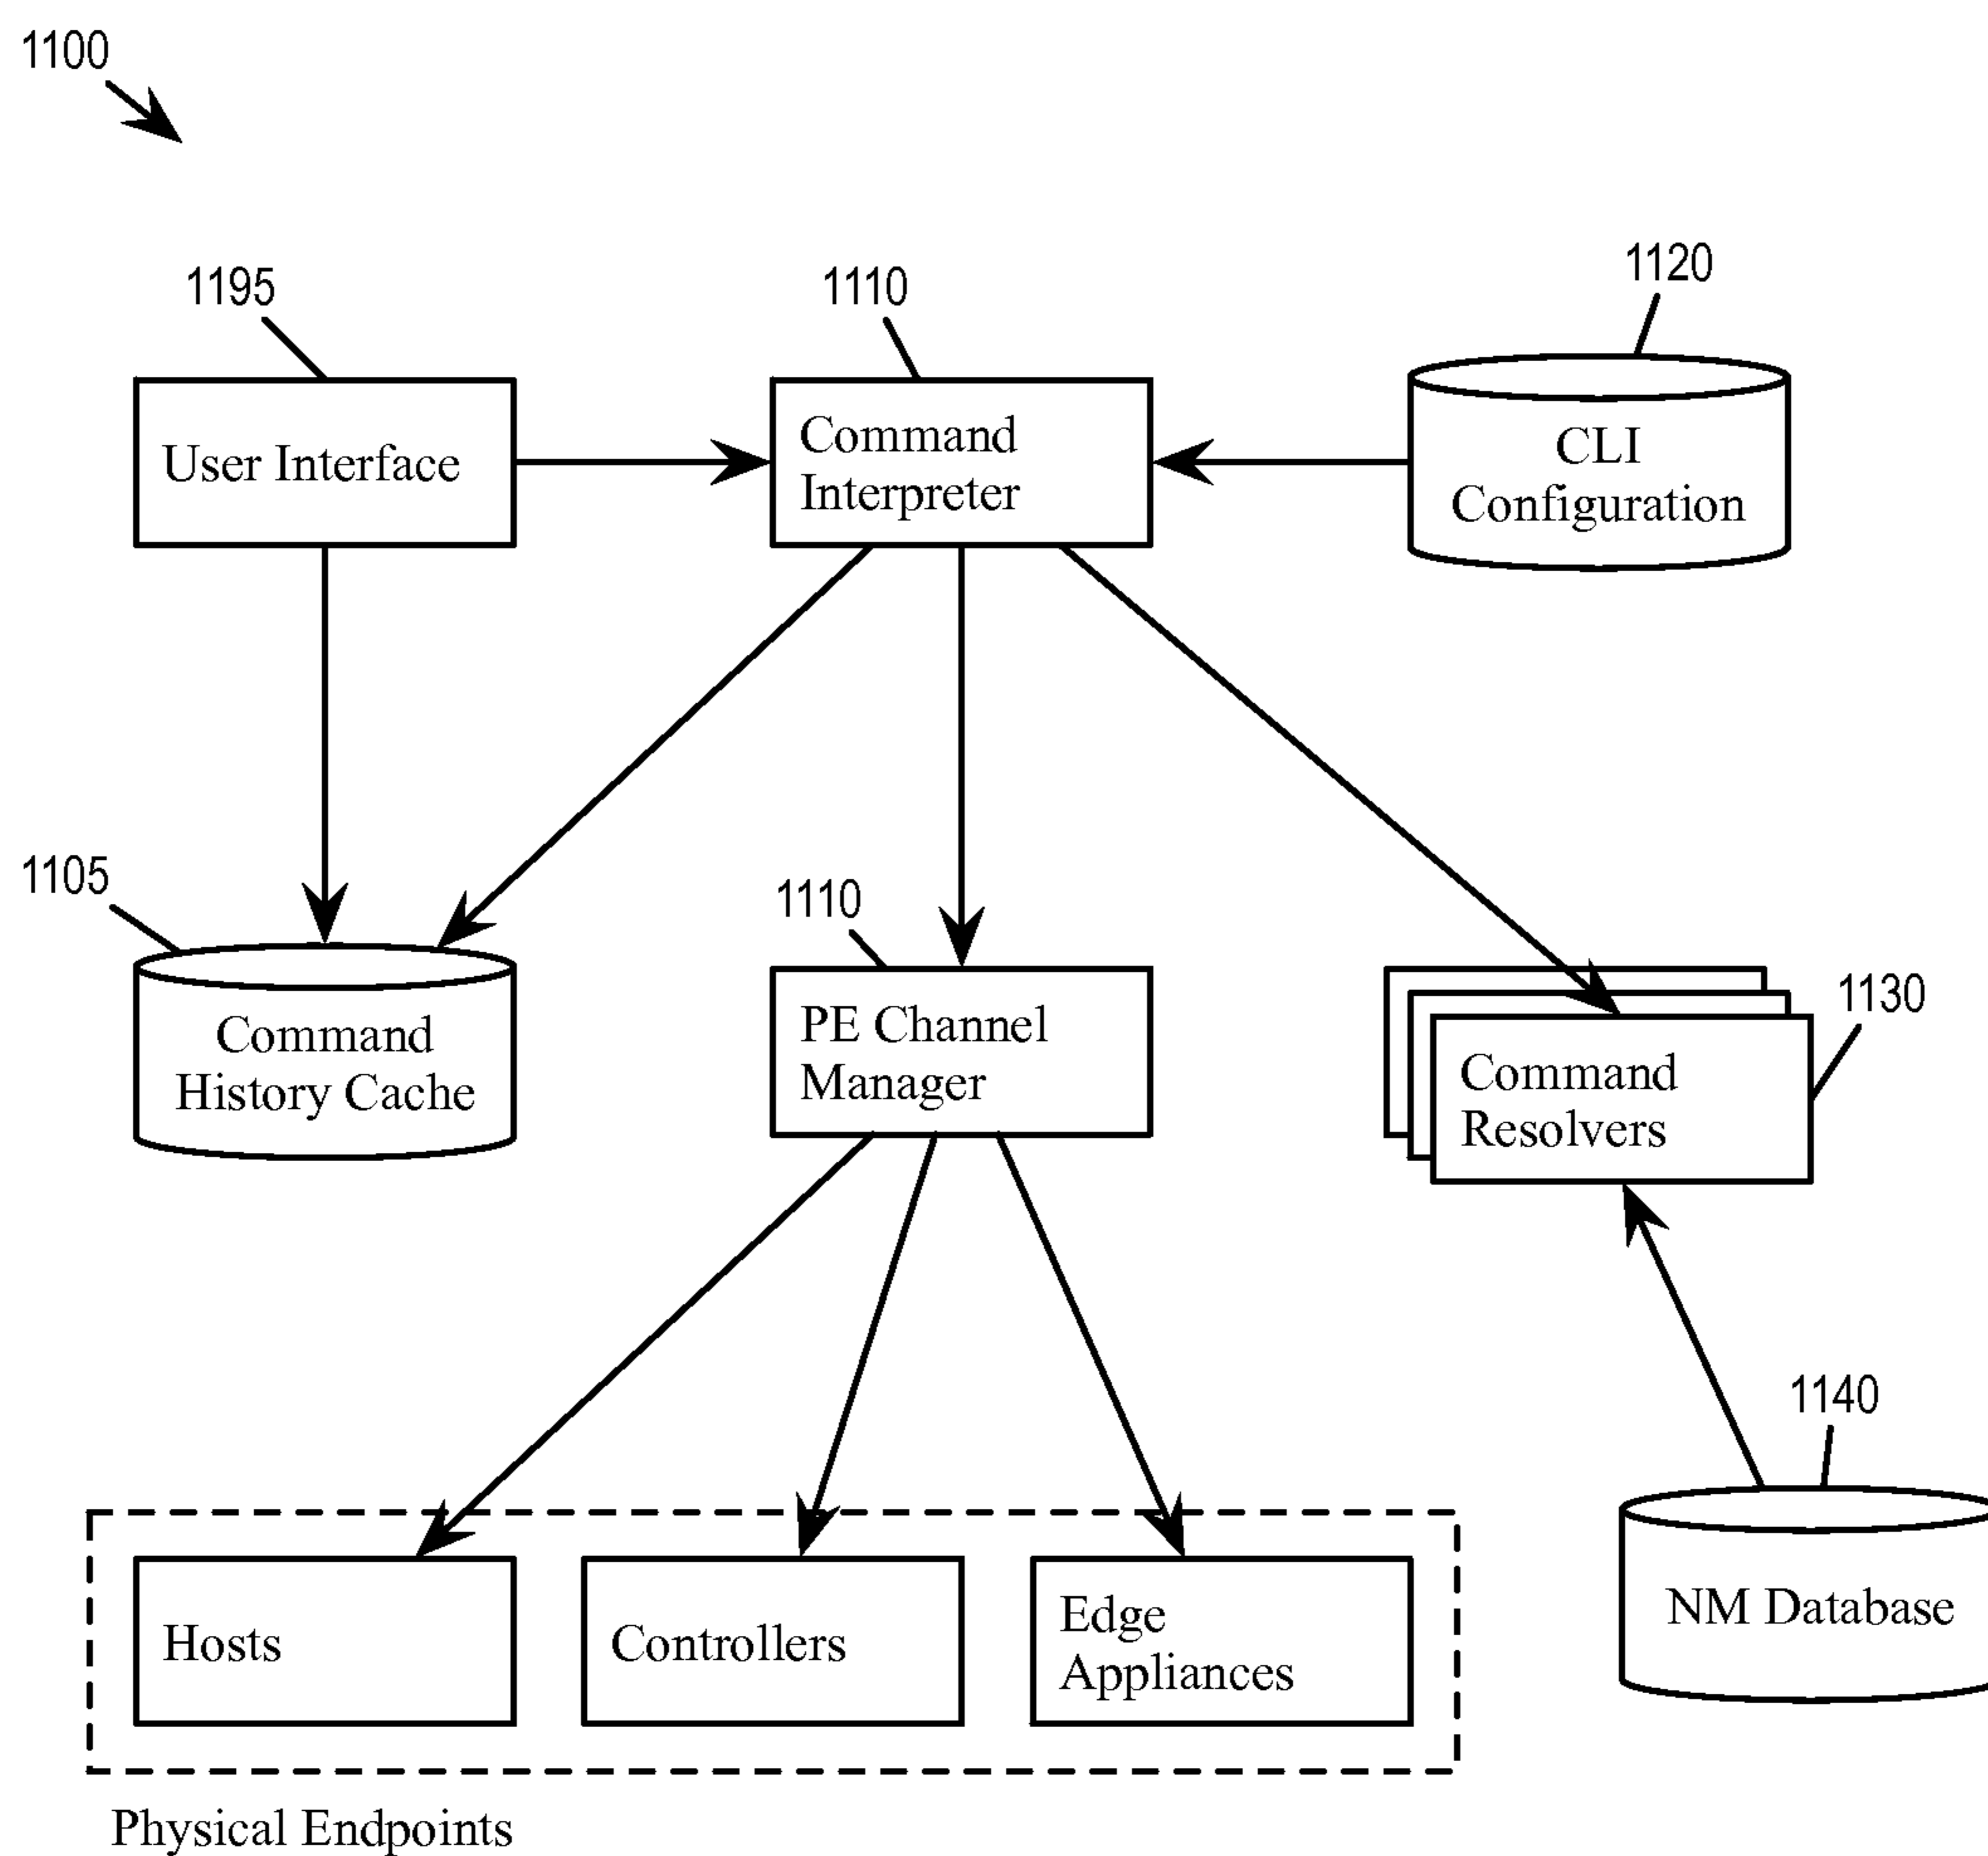 1100
1195
1110
1120
User Interface
Command
Interpreter
CLI
Configuration
1105
1110
1130
Command
History Cache
PE Channel
Manager
Command
Resolvers
1140
Hosts
Controllers
Edge
Appliances
NM Database
Physical Endpoints